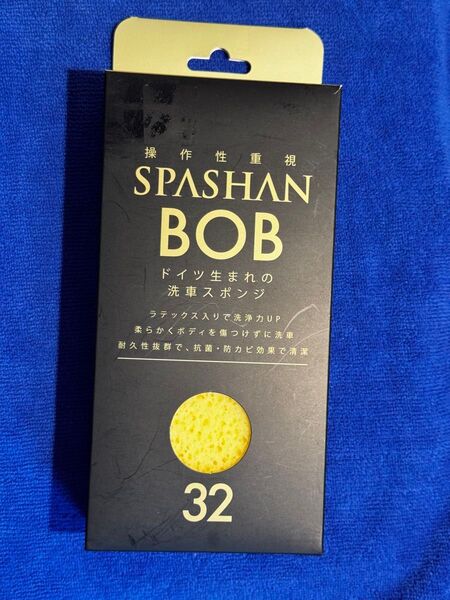 操作性重視
SPASHAN
BOB
ドイツ生まれの
洗車スポンジ
ラテックス入りで洗浄力UP
柔らかくボディを傷つけずに洗車
耐久性抜群で、抗菌・防カビ効果で清潔
32